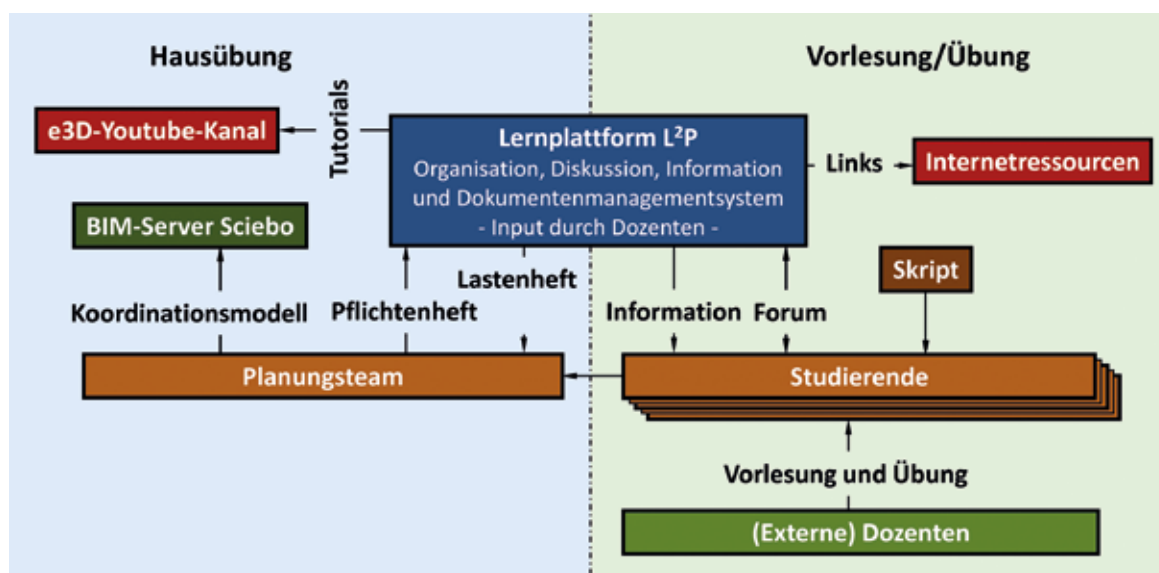 Hausübung
Vorlesung/Übung
e3D-Youtube-Kanal
Tutorials
Lernplattform L²P
Organisation, Diskussion, Information
und Dokumentenmanagementsystem
- Input durch Dozenten -
Links
Internetressourcen
BIM-Server Sciebo
Skript
Lastenheft
Koordinationsmodell
Pflichtenheft
Information
Forum
Planungsteam
Studierende
Vorlesung und Übung
(Externe) Dozenten